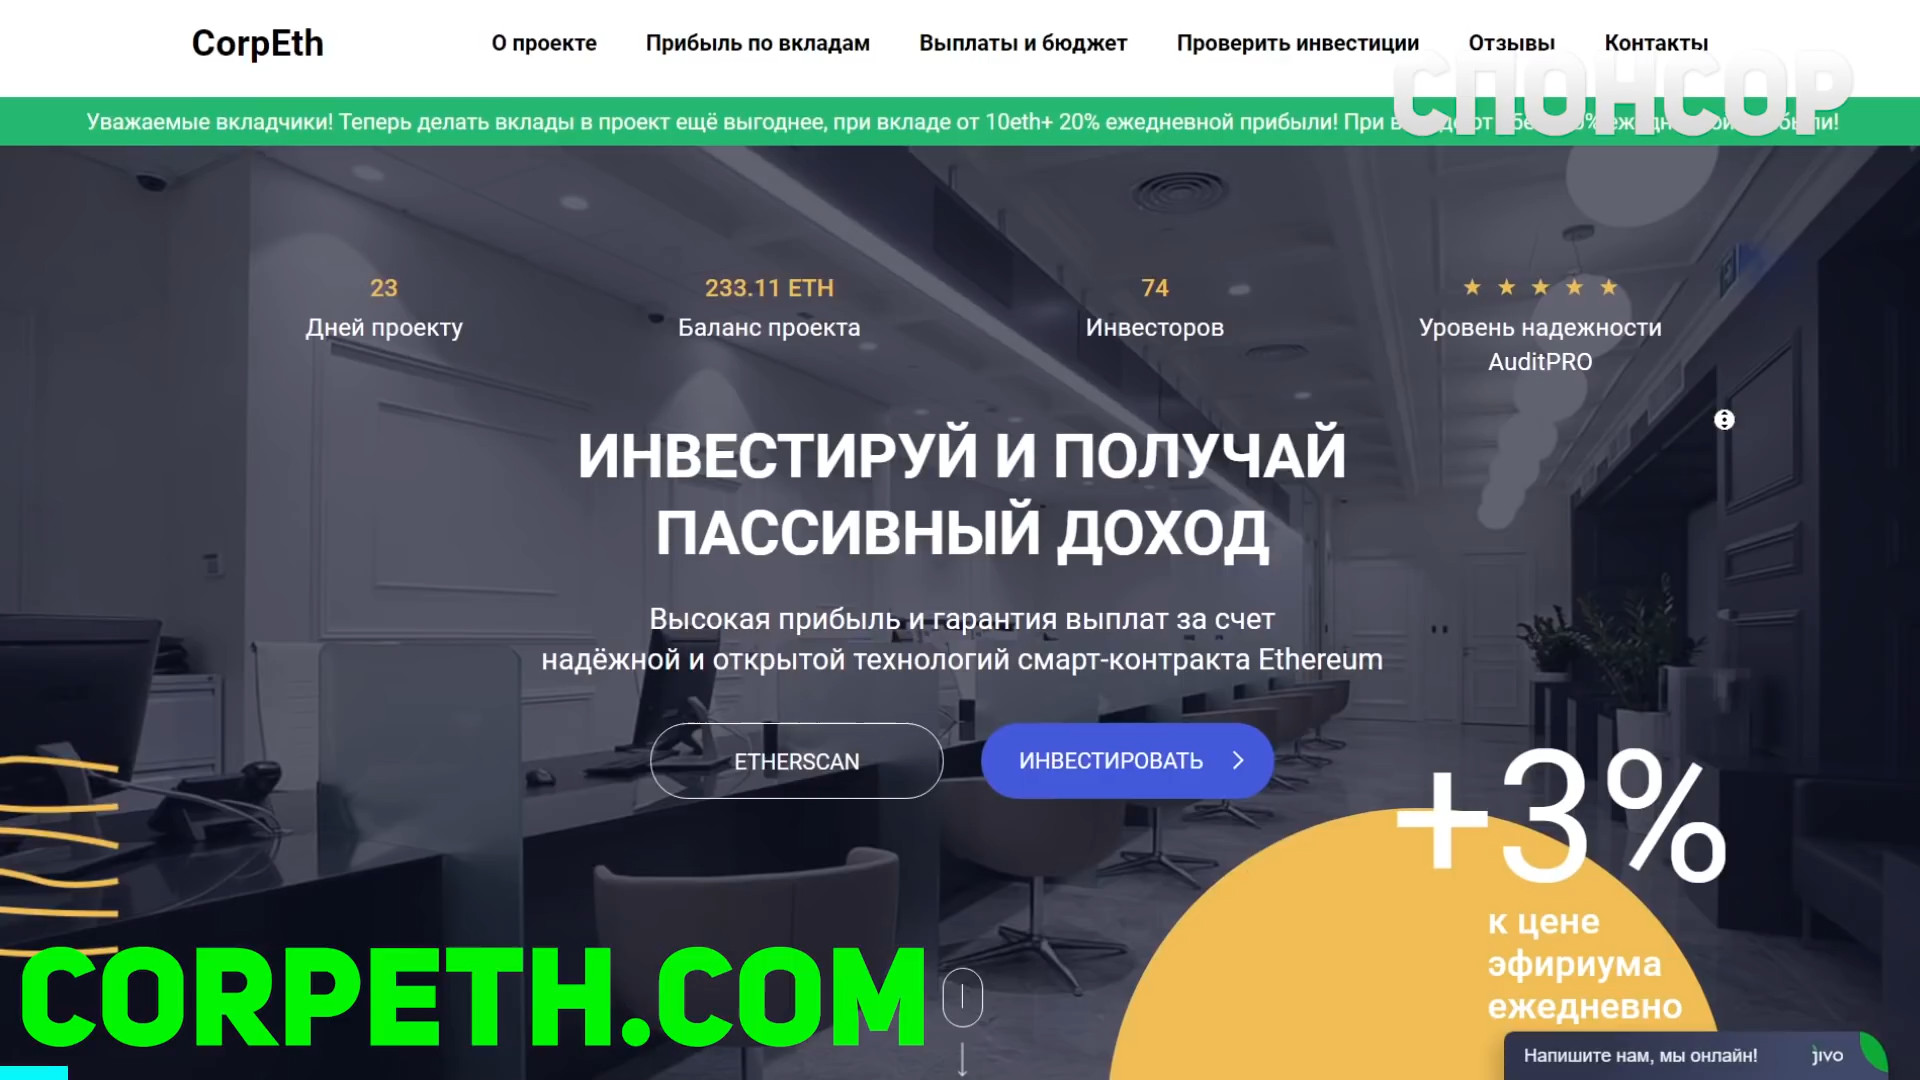 CorpEth
О проекте
Прибыль по вкладам
Выплаты и бюджет
Проверить инвестиции
Отзывы
Контакты
СПОНСОР
Уважаемые вкладчики! Теперь делать вклады в проект ещё выгоднее, при вкладе от 10eth+ 20% ежедневной прибыли! При
23
Дней проекту
233.11 ETH
Баланс проекта
74
Инвесторов
★ ★ ★ ★ ★
Уровень надежности
AuditPRO
ИНВЕСТИРУЙ И ПОЛУЧАЙ
ПАССИВНЫЙ ДОХОД
Высокая прибыль и гарантия выплат за счет
надёжной и открытой технологий смарт-контракта Ethereum
ETHERSCAN
ИНВЕСТИРОВАТЬ
+3%
к цене
эфириума
ежедневно
CORPETH.COM
Напишите нам, мы онлайн!
jivo